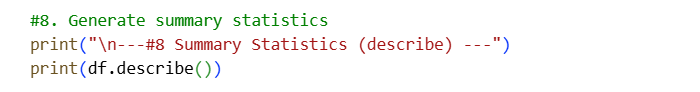 #8. Generate summary statistics
print("\n---#8 Summary Statistics (describe) ---")
print(df.describe())